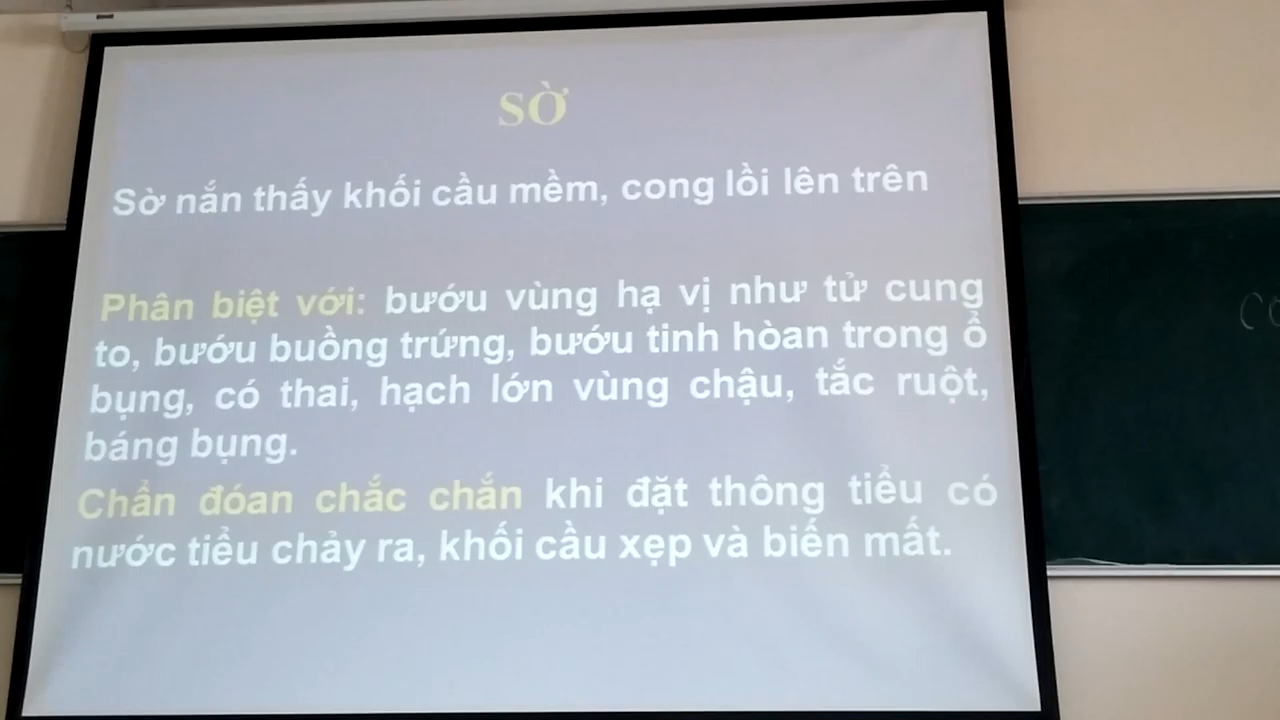 SỜ
Sờ nắn thấy khối cầu mềm, cong lồi lên trên
Phân biệt với: bướu vùng hạ vị như tử cung
to, bướu buồng trứng, bướu tinh hòan trong ổ
bụng, có thai, hạch lớn vùng chậu, tắc ruột,
báng bụng.
Chẩn đóan chắc chắn khi đặt thông tiểu có
nước tiểu chảy ra, khối cầu xẹp và biến mất.